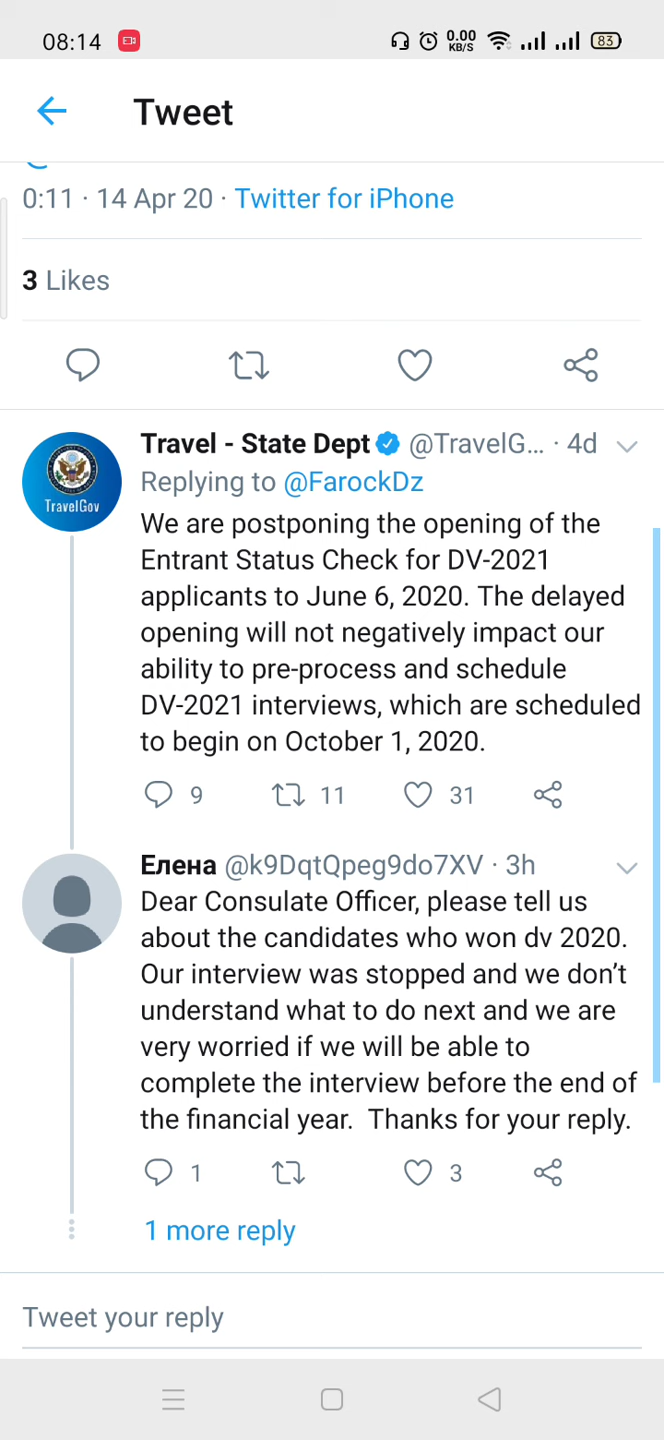 08:14
0.00
KB/S
83
Tweet
0:11 · 14 Apr 20 · Twitter for iPhone
3 Likes
Travel - State Dept @TravelG... · 4d
Replying to @FarockDz
TravelGov
We are postponing the opening of the
Entrant Status Check for DV-2021
applicants to June 6, 2020. The delayed
opening will not negatively impact our
ability to pre-process and schedule
DV-2021 interviews, which are scheduled
to begin on October 1, 2020.
9 11 31
Елена @k9DqtQpeg9do7XV · 3h
Dear Consulate Officer, please tell us
about the candidates who won dv 2020.
Our interview was stopped and we don’t
understand what to do next and we are
very worried if we will be able to
complete the interview before the end of
the financial year.  Thanks for your reply.
1 3
1 more reply
Tweet your reply